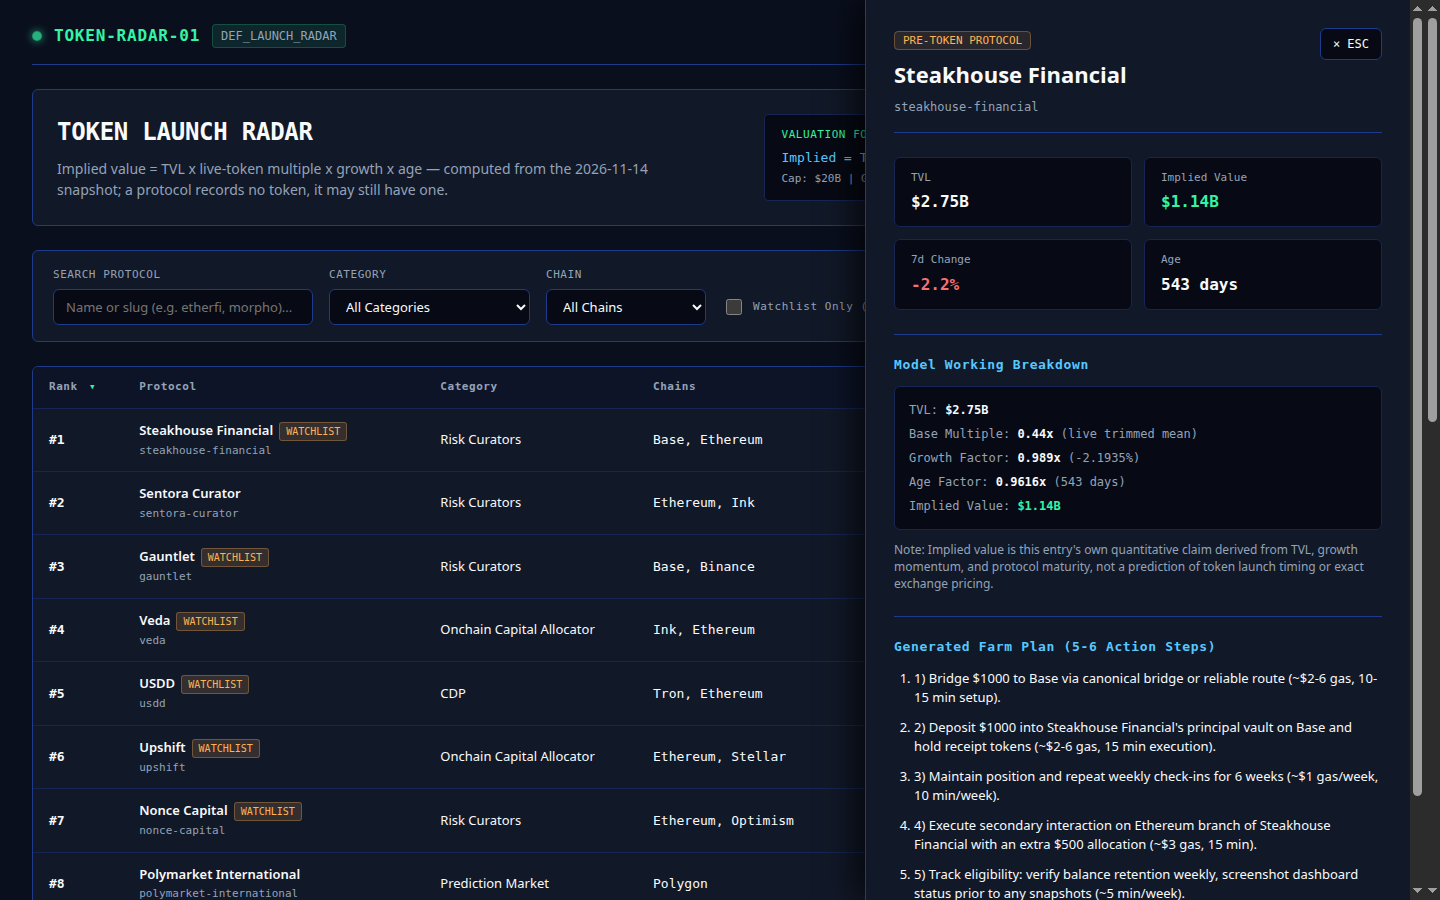 TOKEN-RADAR-01 DEF_LAUNCH_RADAR
TOKEN LAUNCH RADAR
Implied value = TVL x live-token multiple x growth x age — computed from the 2026-11-14
snapshot; a protocol records no token, it may still have one.
VALUATION FO
Implied = T
Cap: $20B | G
SEARCH PROTOCOL
Name or slug (e.g. etherfi, morpho)...
CATEGORY
All Categories
CHAIN
All Chains
Watchlist Only (
Rank ▼ Protocol Category Chains
#1 Steakhouse Financial WATCHLIST Risk Curators Base, Ethereum
steakhouse-financial
#2 Sentora Curator Risk Curators Ethereum, Ink
sentora-curator
#3 Gauntlet WATCHLIST Risk Curators Base, Binance
gauntlet
#4 Veda WATCHLIST Onchain Capital Allocator Ink, Ethereum
veda
#5 USDD WATCHLIST CDP Tron, Ethereum
usdd
#6 Upshift WATCHLIST Onchain Capital Allocator Ethereum, Stellar
upshift
#7 Nonce Capital WATCHLIST Risk Curators Ethereum, Optimism
nonce-capital
#8 Polymarket International Prediction Market Polygon
polymarket-international
PRE-TOKEN PROTOCOL
× ESC
Steakhouse Financial
steakhouse-financial
TVL
$2.75B
Implied Value
$1.14B
7d Change
-2.2%
Age
543 days
Model Working Breakdown
TVL: $2.75B
Base Multiple: 0.44x (live trimmed mean)
Growth Factor: 0.989x (-2.1935%)
Age Factor: 0.9616x (543 days)
Implied Value: $1.14B
Note: Implied value is this entry's own quantitative claim derived from TVL, growth
momentum, and protocol maturity, not a prediction of token launch timing or exact
exchange pricing.
Generated Farm Plan (5-6 Action Steps)
1. 1) Bridge $1000 to Base via canonical bridge or reliable route (~$2-6 gas, 10-
15 min setup).
2. 2) Deposit $1000 into Steakhouse Financial's principal vault on Base and
hold receipt tokens (~$2-6 gas, 15 min execution).
3. 3) Maintain position and repeat weekly check-ins for 6 weeks (~$1 gas/week,
10 min/week).
4. 4) Execute secondary interaction on Ethereum branch of Steakhouse
Financial with an extra $500 allocation (~$3 gas, 15 min).
5. 5) Track eligibility: verify balance retention weekly, screenshot dashboard
status prior to any snapshots (~5 min/week).